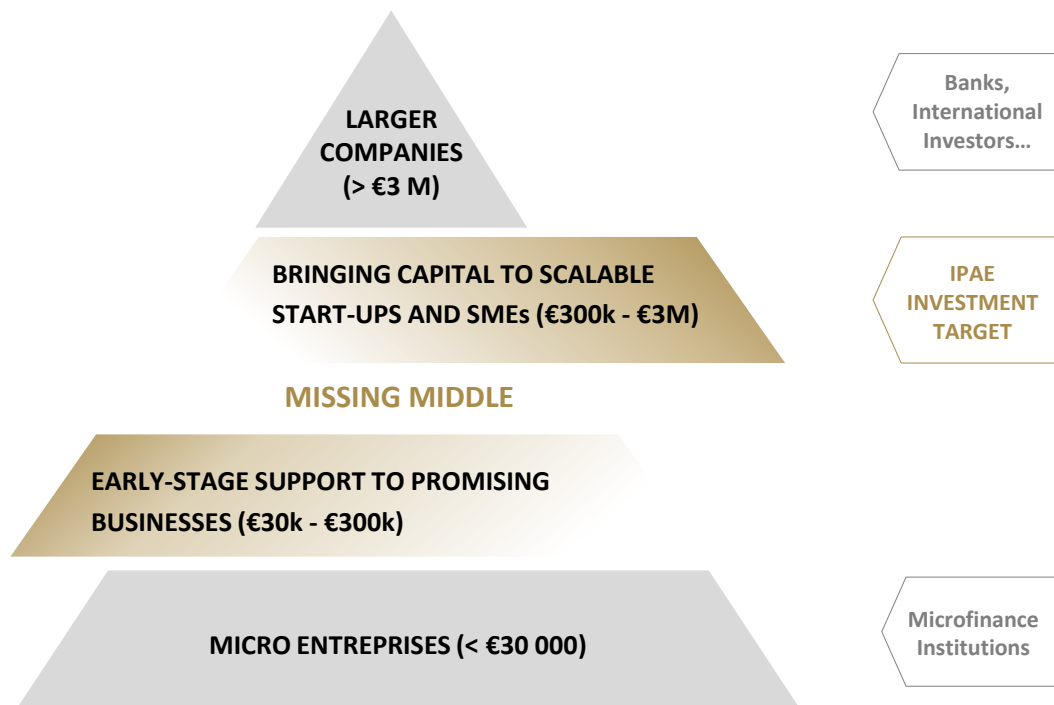 LARGER
COMPANIES
(> €3 M)
Banks,
International
Investors…
BRINGING CAPITAL TO SCALABLE
START-UPS AND SMEs (€300k - €3M)
IPAE
INVESTMENT
TARGET
MISSING MIDDLE
EARLY-STAGE SUPPORT TO PROMISING
BUSINESSES (€30k - €300k)
MICRO ENTREPRISES (< €30 000)
Microfinance
Institutions